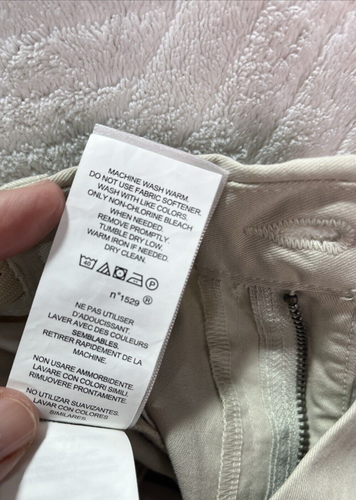 MACHINE WASH WARM.
DO NOT USE FABRIC SOFTENER.
WASH WITH LIKE COLORS.
ONLY NON-CHLORINE BLEACH
WHEN NEEDED.
REMOVE PROMPTLY.
TUMBLE DRY LOW.
WARM IRON IF NEEDED.
DRY CLEAN.
40 P
n°1529 ®
NE PAS UTILISER
D'ADOUCISSANT.
LAVER AVEC DES COULEURS
SEMBLABLES.
RETIRER RAPIDEMENT DE LA
MACHINE.
NON USARE AMMORBIDENTE.
LAVARE CON COLORI SIMILI.
RIMUOVERE PRONTAMENTE.
NO UTILIZAR SUAVIZANTES.
LAVAR CON COLORES
SIMILARES.